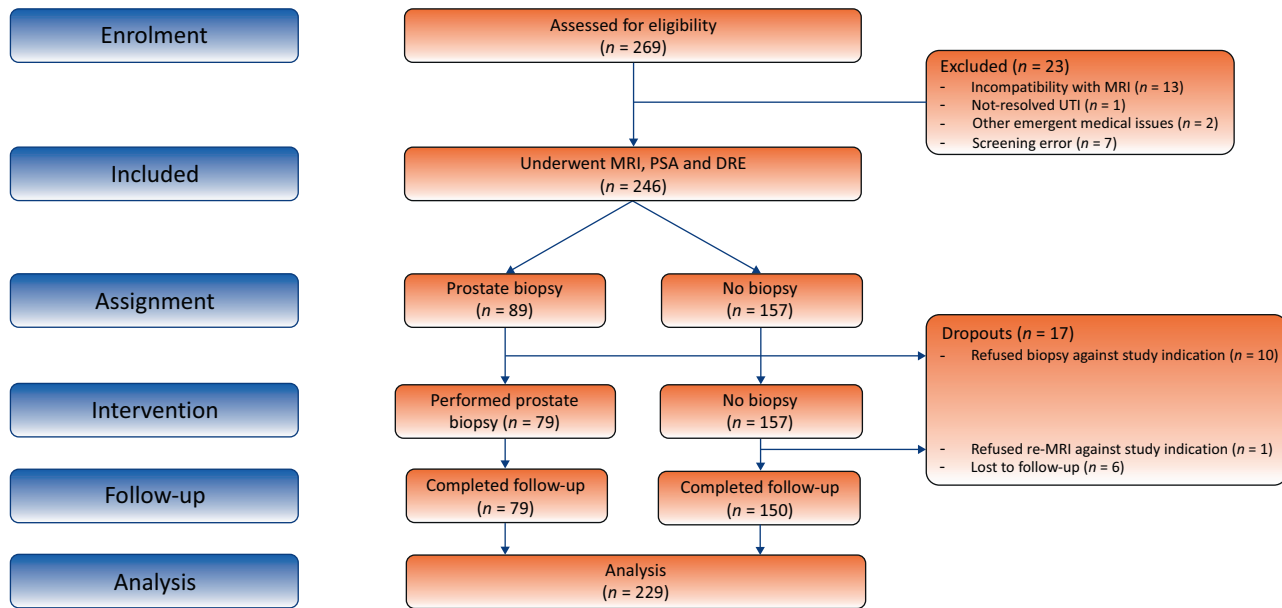 Enrolment
Assessed for eligibility
(n = 269)
Excluded (n = 23)
- Incompatibility with MRI (n = 13)
- Not-resolved UTI (n = 1)
- Other emergent medical issues (n = 2)
- Screening error (n = 7)
Included
Underwent MRI, PSA and DRE
(n = 246)
Assignment
Prostate biopsy
(n = 89)
No biopsy
(n = 157)
Dropouts (n = 17)
- Refused biopsy against study indication (n = 10)
Intervention
Performed prostate
biopsy (n = 79)
No biopsy
(n = 157)
- Refused re-MRI against study indication (n = 1)
- Lost to follow-up (n = 6)
Follow-up
Completed follow-up
(n = 79)
Completed follow-up
(n = 150)
Analysis
Analysis
(n = 229)